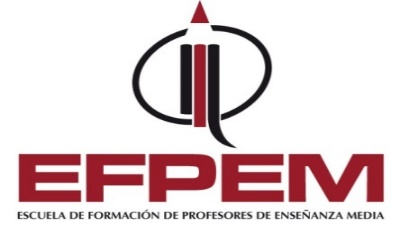 EFPEM
ESCUELA DE FORMACIÓN DE PROFESORES DE ENSEÑANZA MEDIA